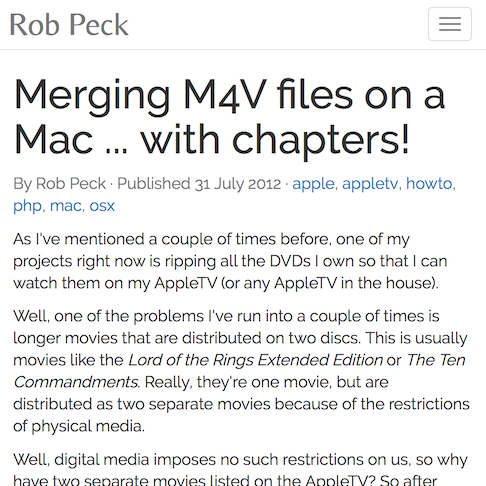 Rob Peck
Merging M4V files on a
Mac ... with chapters!
By Rob Peck · Published 31 July 2012 · apple, appletv, howto,
php, mac, osx
As I've mentioned a couple of times before, one of my
projects right now is ripping all the DVDs I own so that I can
watch them on my AppleTV (or any AppleTV in the house).
Well, one of the problems I've run into a couple of times is
longer movies that are distributed on two discs. This is usually
movies like the Lord of the Rings Extended Edition or The Ten
Commandments. Really, they're one movie, but are
distributed as two separate movies because of the restrictions
of physical media.
Well, digital media imposes no such restrictions on us, so why
have two separate movies listed on the AppleTV? So after